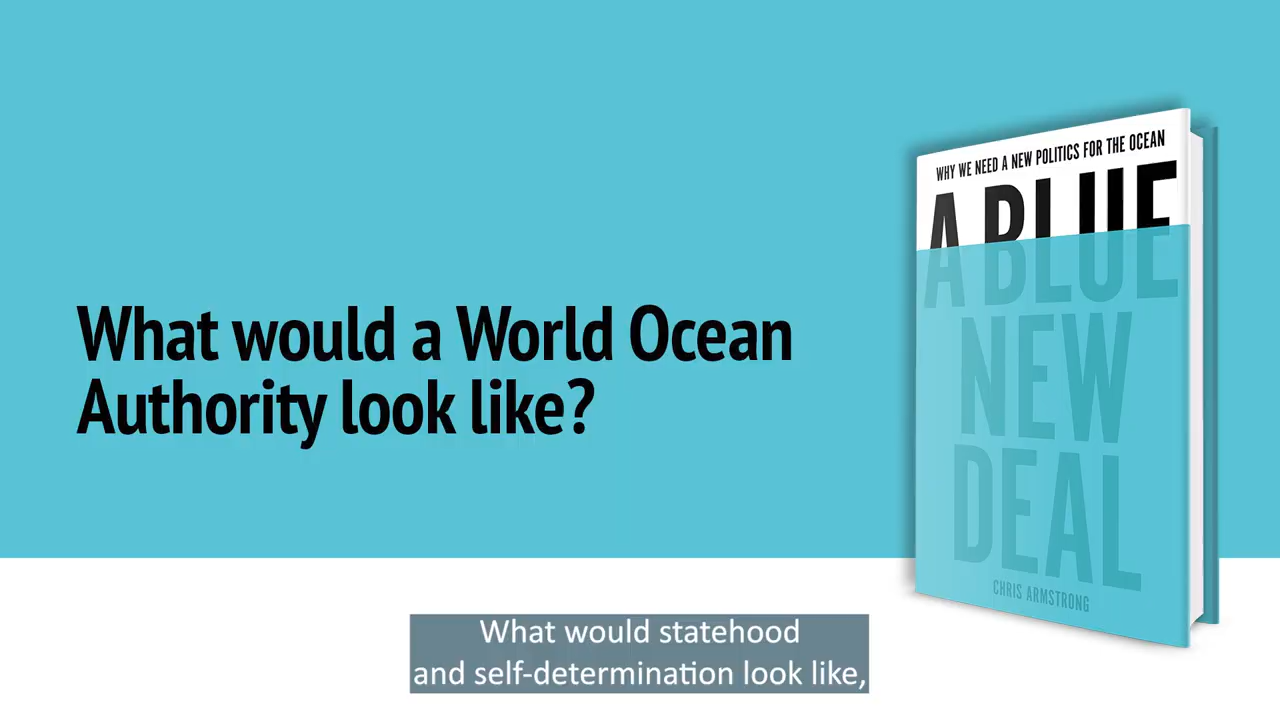 What would a World Ocean
Authority look like?
WHY WE NEED A NEW POLITICS FOR THE OCEAN
A BLUE
NEW
DEAL
CHRIS ARMSTRONG
What would statehood
and self-determination look like,